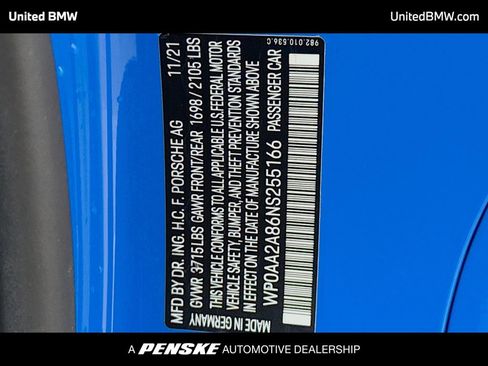 United BMW
UnitedBMW.com
982.010.536.C
MFD BY DR. ING. H.C. F. PORSCHE AG 11/21
GVWR 3715LBS GAWR FRONT/REAR 1698/2105LBS
THIS VEHICLE CONFORMS TO ALL APPLICABLE U.S. FEDERAL MOTOR
VEHICLE SAFETY, BUMPER, AND THEFT PREVENTION STANDARDS
IN EFFECT ON THE DATE OF MANUFACTURE SHOWN ABOVE
WP0AA2A86NS255166 PASSENGER CAR
MADE IN GERMANY
A PENSKE AUTOMOTIVE DEALERSHIP